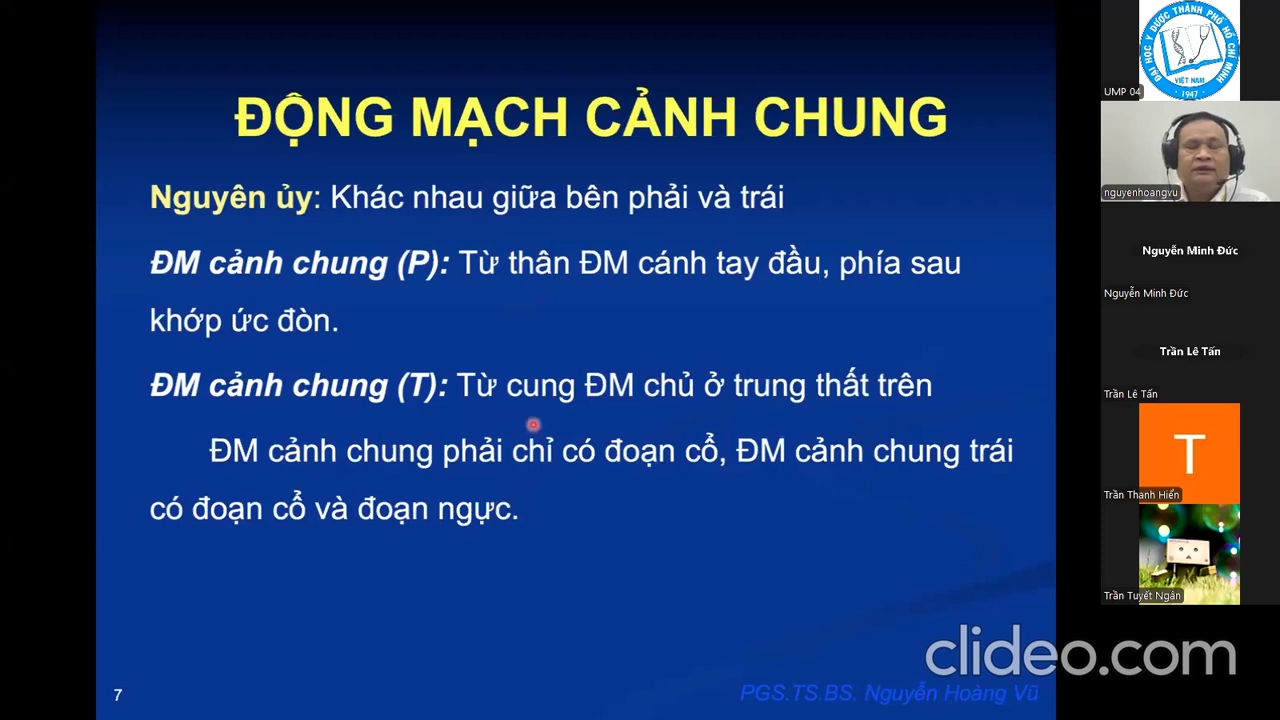 ĐỘNG MẠCH CẢNH CHUNG
Nguyên ủy: Khác nhau giữa bên phải và trái
ĐM cảnh chung (P): Từ thân ĐM cánh tay đầu, phía sau
khớp ức đòn.
ĐM cảnh chung (T): Từ cung ĐM chủ ở trung thất trên
ĐM cảnh chung phải chỉ có đoạn cổ, ĐM cảnh chung trái
có đoạn cổ và đoạn ngực.
7
PGS.TS.BS. Nguyễn Hoàng Vũ
clideo.com
ĐẠI HỌC Y DƯỢC THÀNH PHỐ HỒ CHÍ MINH
VIỆT NAM
1947
UMP 04
nguyenhoangvu
Nguyễn Minh Đức
Nguyễn Minh Đức
Trần Lê Tấn
Trần Lê Tấn
T
Trần Thanh Hiển
Trần Tuyết Ngân